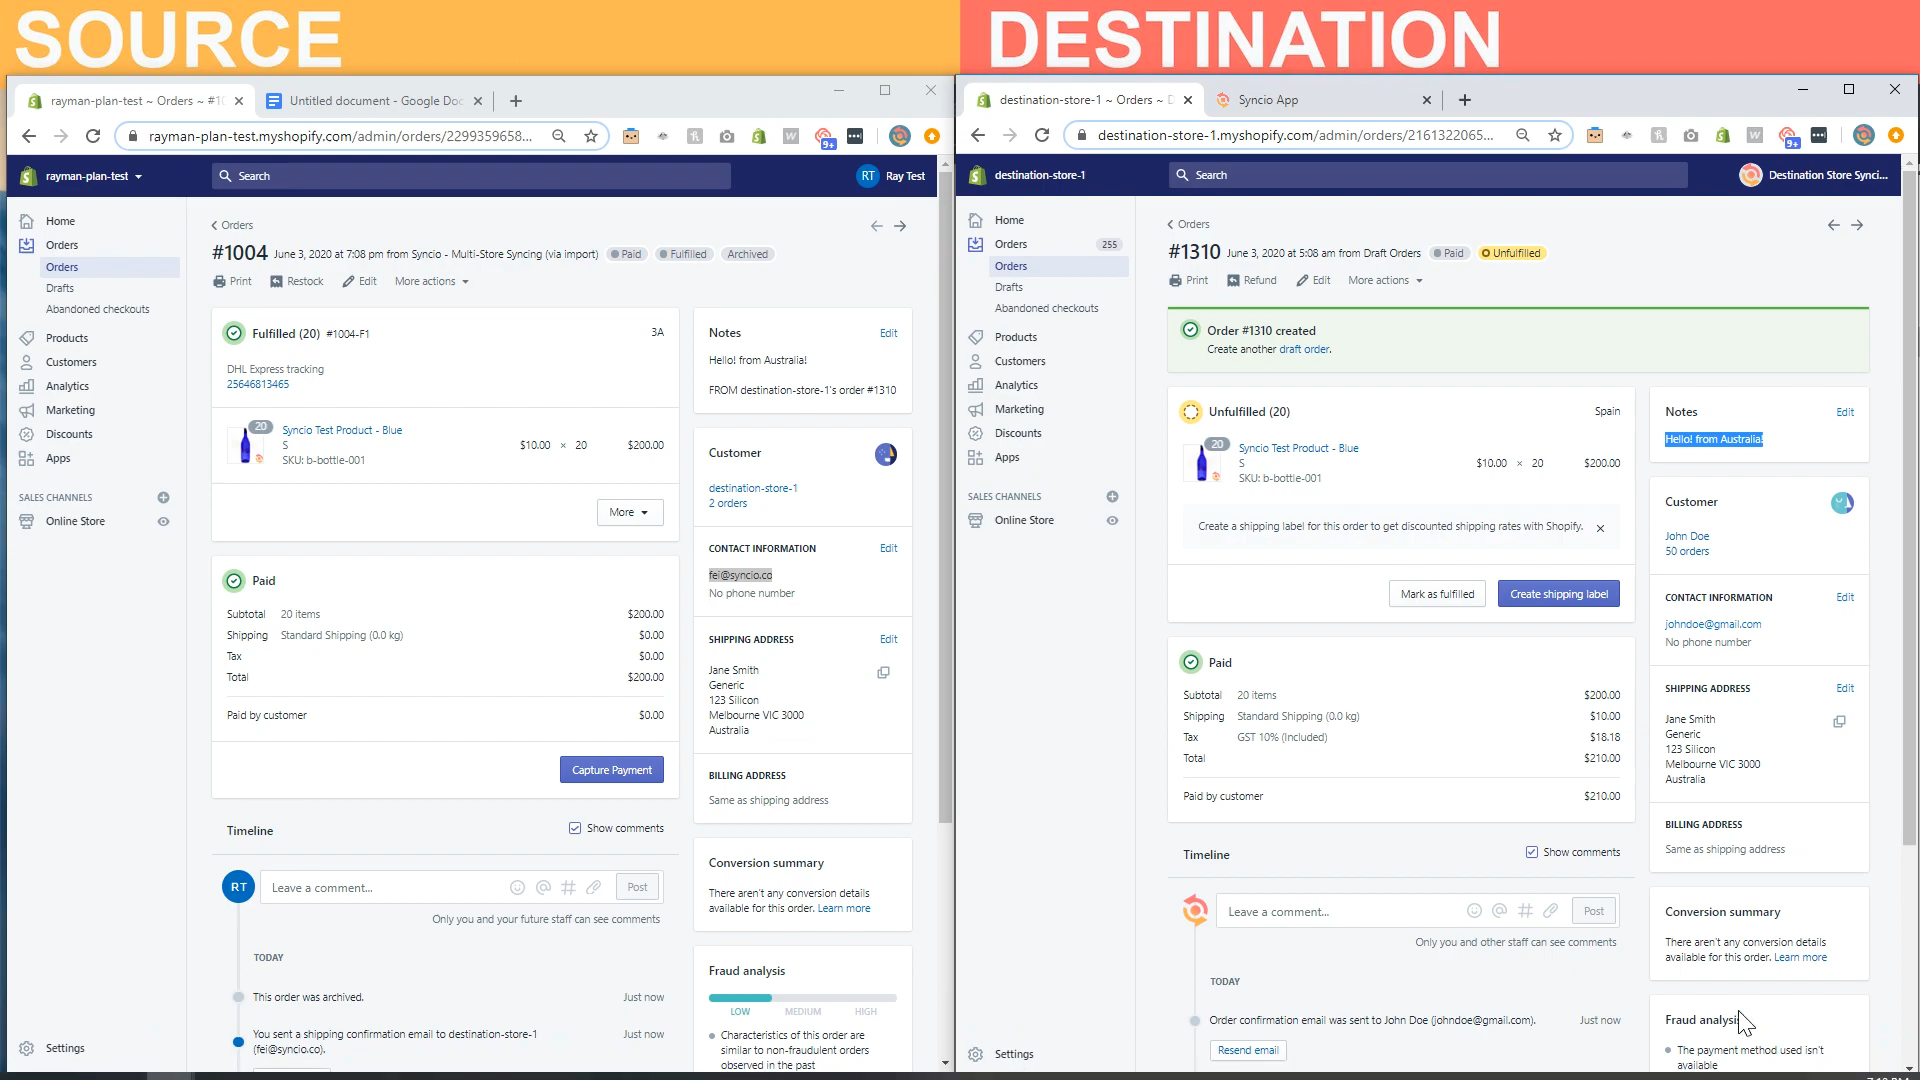 SOURCE
DESTINATION
rayman-plan-test ~ Orders ~ #10
Untitled document - Google Doc
rayman-plan-test.myshopify.com/admin/orders/2299359658...
9+
rayman-plan-test
Search
RT
Ray Test
Home
Orders
Orders
Drafts
Abandoned checkouts
Products
Customers
Analytics
Marketing
Discounts
Apps
SALES CHANNELS
Online Store
Settings
Orders
#1004 June 3, 2020 at 7:08 pm from Syncio - Multi-Store Syncing (via import) Paid Fulfilled Archived
Print Restock Edit More actions
Fulfilled (20) #1004-F1
3A
DHL Express tracking
25646813465
20
Syncio Test Product - Blue
S
SKU: b-bottle-001
$10.00 × 20 $200.00
More
Paid
Subtotal 20 items $200.00
Shipping Standard Shipping (0.0 kg) $0.00
Tax $0.00
Total $200.00
Paid by customer $0.00
Capture Payment
Timeline
Show comments
RT
Leave a comment...
Post
Only you and your future staff can see comments
TODAY
This order was archived. Just now
You sent a shipping confirmation email to destination-store-1 Just now
(fei@syncio.co).
Notes Edit
Hello! from Australia!
FROM destination-store-1's order #1310
Customer
destination-store-1
2 orders
CONTACT INFORMATION Edit
fei@syncio.co
No phone number
SHIPPING ADDRESS Edit
Jane Smith
Generic
123 Silicon
Melbourne VIC 3000
Australia
BILLING ADDRESS
Same as shipping address
Conversion summary
There aren't any conversion details
available for this order. Learn more
Fraud analysis
LOW MEDIUM HIGH
Characteristics of this order are
similar to non-fraudulent orders
observed in the past
destination-store-1 ~ Orders ~ D
Syncio App
destination-store-1.myshopify.com/admin/orders/2161322065...
9+
destination-store-1
Search
Destination Store Synci...
Home
Orders 255
Orders
Drafts
Abandoned checkouts
Products
Customers
Analytics
Marketing
Discounts
Apps
SALES CHANNELS
Online Store
Settings
Orders
#1310 June 3, 2020 at 5:08 am from Draft Orders Paid Unfulfilled
Print Refund Edit More actions
Order #1310 created
Create another draft order.
Unfulfilled (20)
Spain
20
Syncio Test Product - Blue
S
SKU: b-bottle-001
$10.00 × 20 $200.00
Create a shipping label for this order to get discounted shipping rates with Shopify.
Mark as fulfilled
Create shipping label
Paid
Subtotal 20 items $200.00
Shipping Standard Shipping (0.0 kg) $10.00
Tax GST 10% (Included) $18.18
Total $210.00
Paid by customer $210.00
Timeline
Show comments
Leave a comment...
Post
Only you and other staff can see comments
TODAY
Order confirmation email was sent to John Doe (johndoe@gmail.com). Just now
Resend email
Notes Edit
Hello! from Australia!
Customer
John Doe
50 orders
CONTACT INFORMATION Edit
johndoe@gmail.com
No phone number
SHIPPING ADDRESS Edit
Jane Smith
Generic
123 Silicon
Melbourne VIC 3000
Australia
BILLING ADDRESS
Same as shipping address
Conversion summary
There aren't any conversion details
available for this order. Learn more
Fraud analysis
The payment method used isn't
available